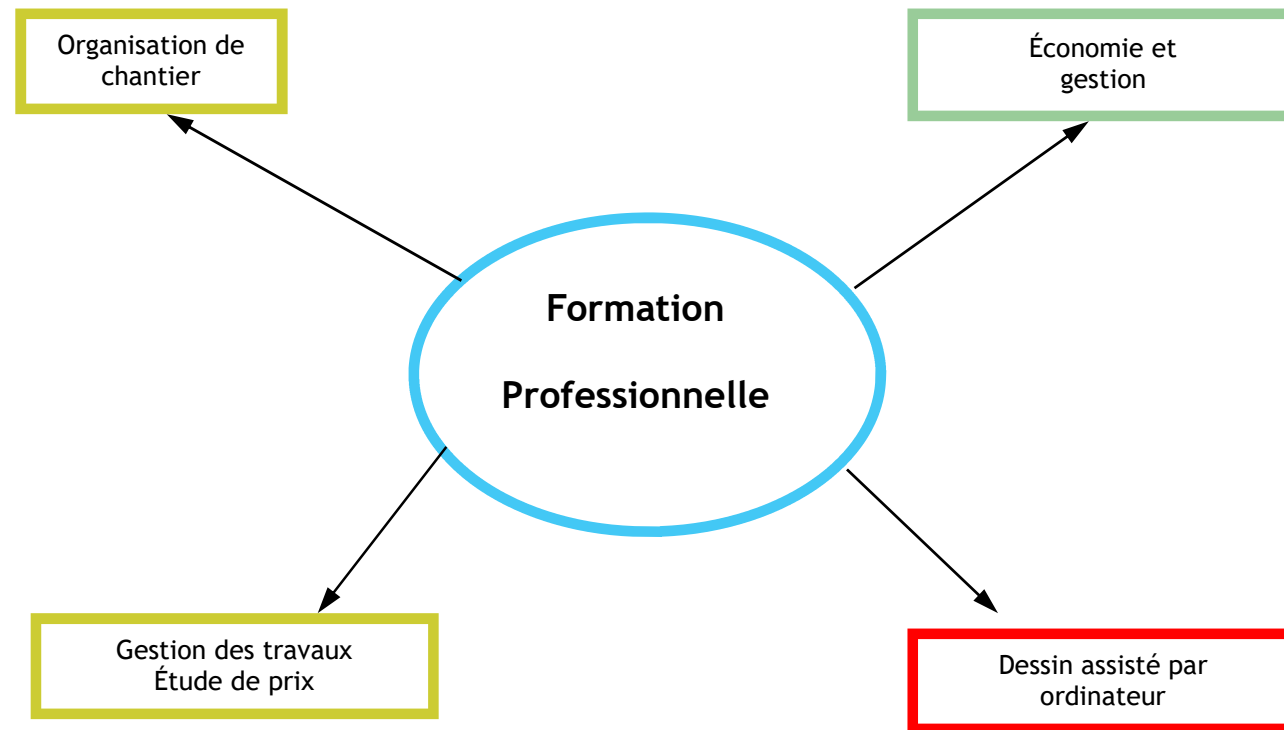 Organisation de
chantier
Économie et
gestion
Formation
Professionnelle
Gestion des travaux
Étude de prix
Dessin assisté par
ordinateur